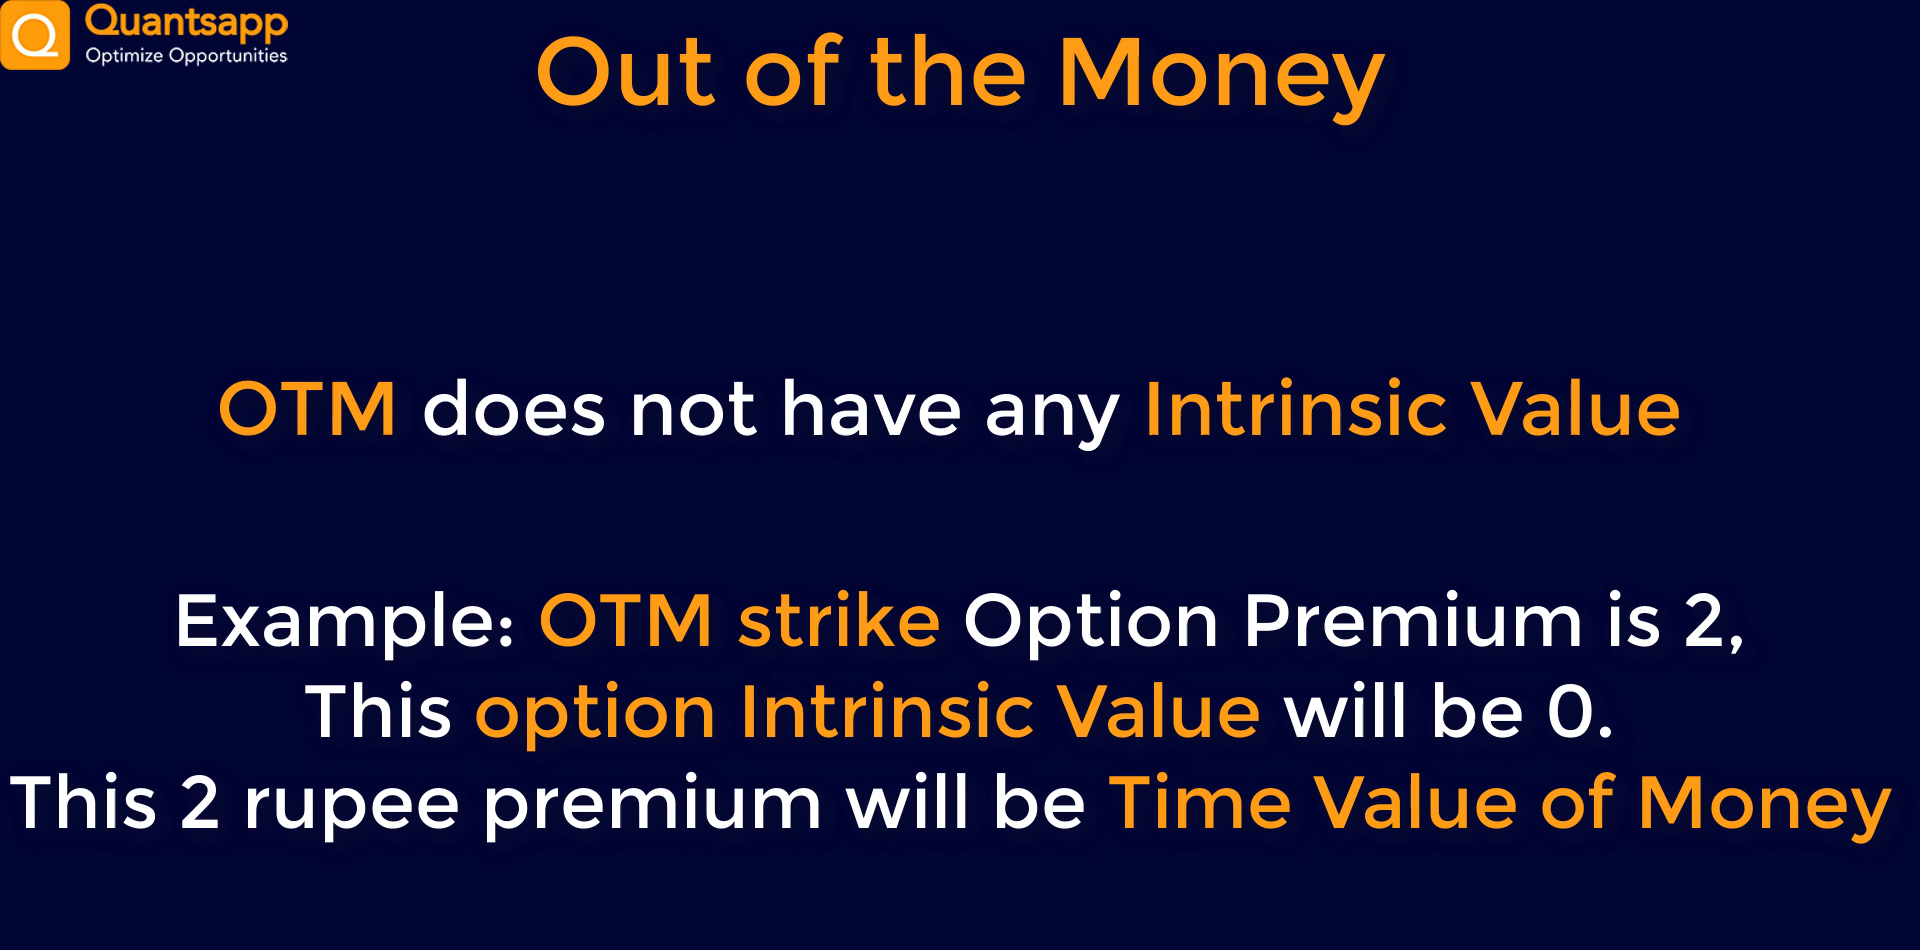 Quantsapp
Optimize Opportunities
Out of the Money
OTM does not have any Intrinsic Value
Example: OTM strike Option Premium is 2,
This option Intrinsic Value will be 0.
This 2 rupee premium will be Time Value of Money